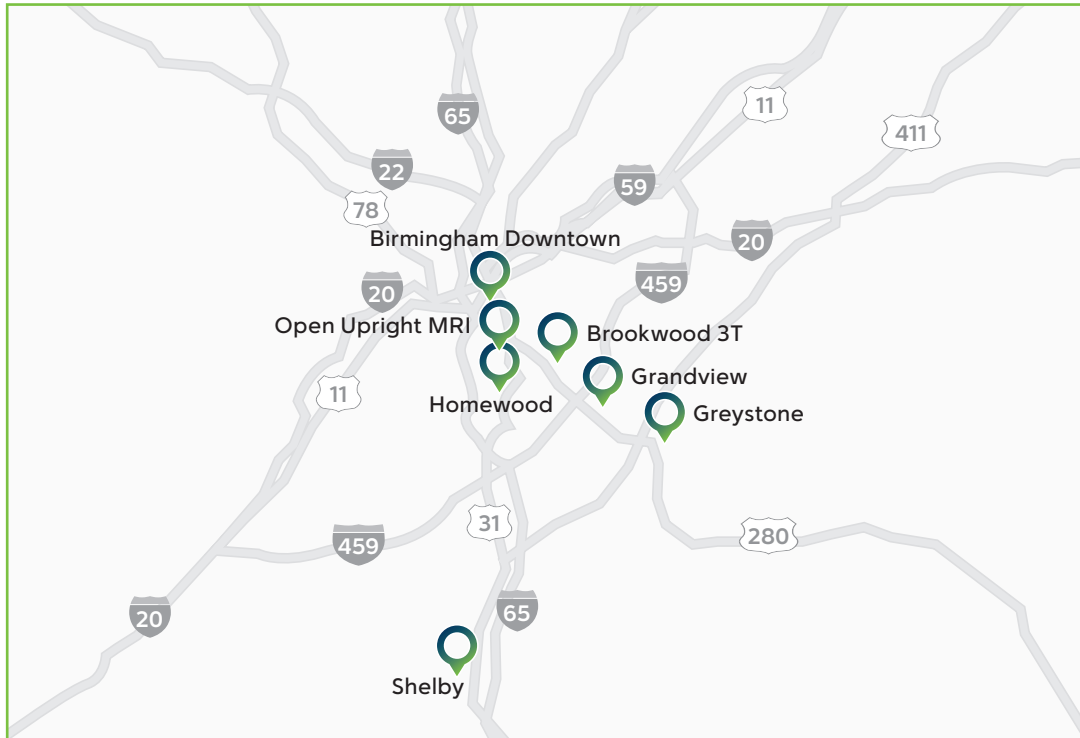 65
11
411
22
59
78
Birmingham Downtown
20
459
20
Open Upright MRI
Brookwood 3T
Grandview
11
Homewood
Greystone
31
280
459
65
20
Shelby